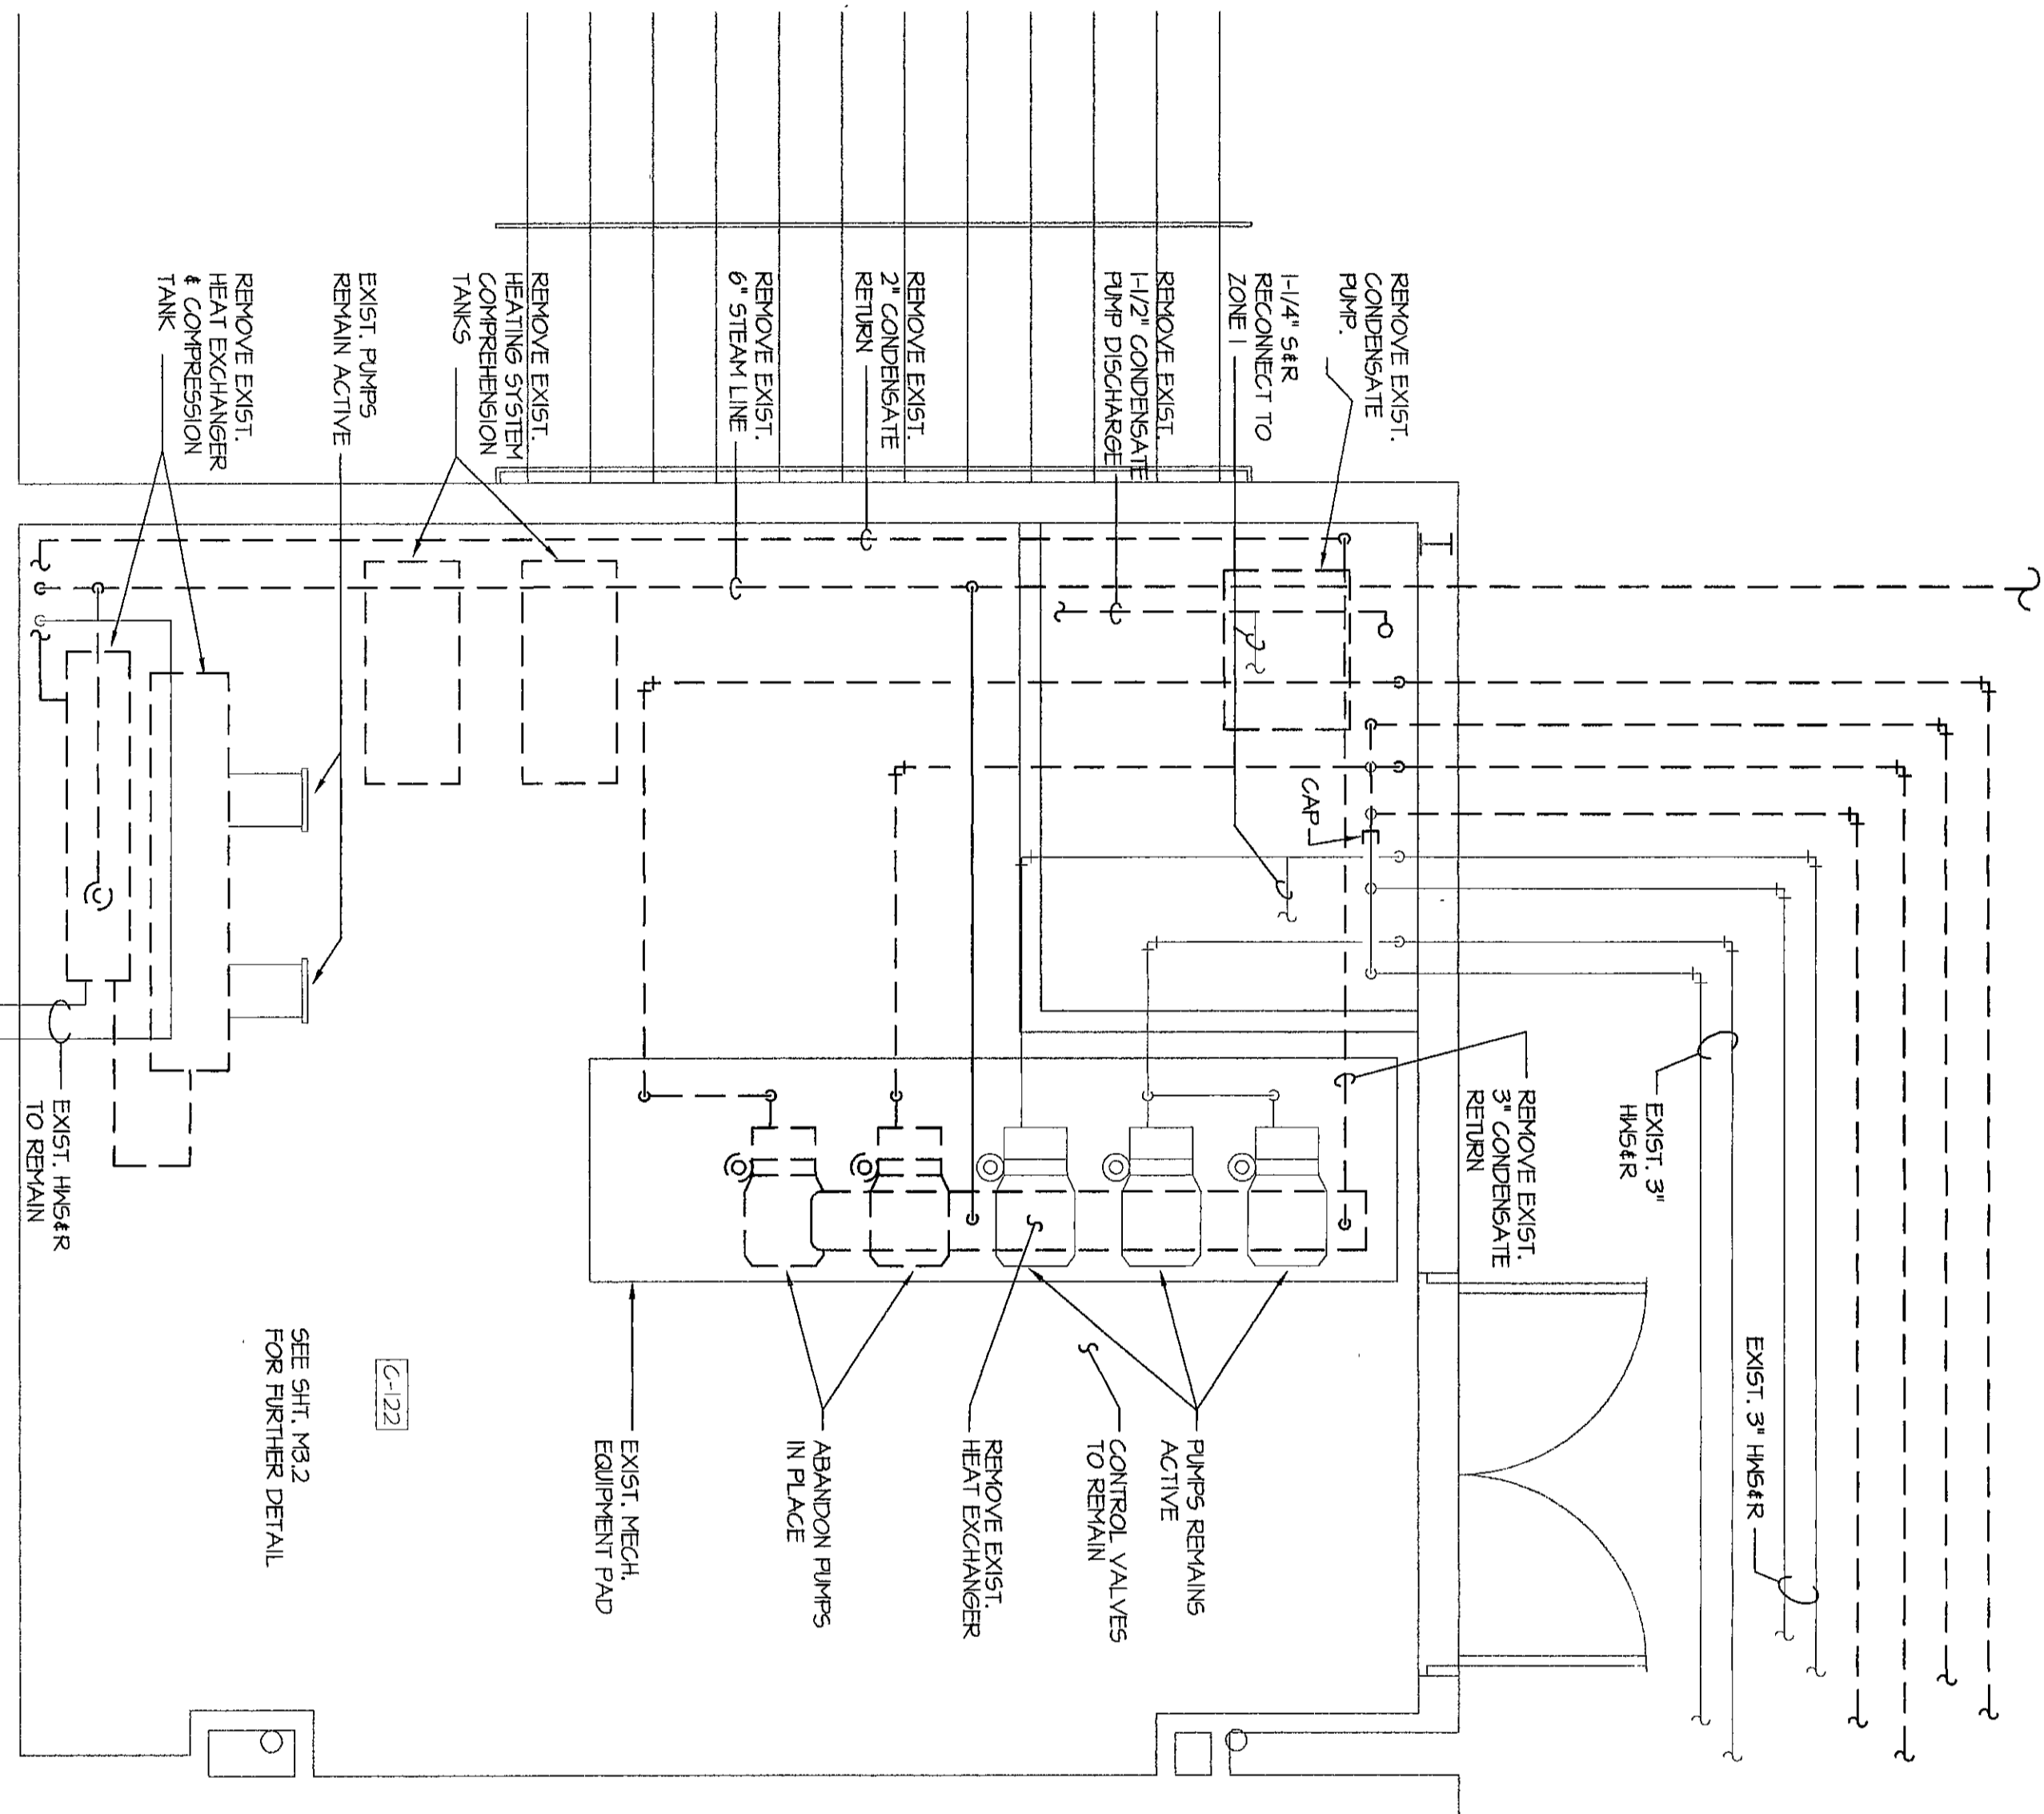 REMOVE EXIST.
CONDENSATE
PUMP.
1-1/4" S&R
RECONNECT TO
ZONE 1
REMOVE EXIST.
1-1/2" CONDENSATE
PUMP DISCHARGE
REMOVE EXIST.
2" CONDENSATE
RETURN
REMOVE EXIST.
6" STEAM LINE
REMOVE EXIST.
HEATING SYSTEM
COMPREHENSION
TANKS
EXIST. PUMPS
REMAIN ACTIVE
REMOVE EXIST.
HEAT EXCHANGER
& COMPRESSION
TANK
CAP
EXIST. 3" HWS&R
EXIST. 3"
HWS&R
REMOVE EXIST.
3" CONDENSATE
RETURN
PUMPS REMAINS
ACTIVE
CONTROL VALVES
TO REMAIN
REMOVE EXIST.
HEAT EXCHANGER
ABANDON PUMPS
IN PLACE
EXIST. MECH.
EQUIPMENT PAD
C-122
SEE SHT. M3.2
FOR FURTHER DETAIL
EXIST. HWS&R
TO REMAIN